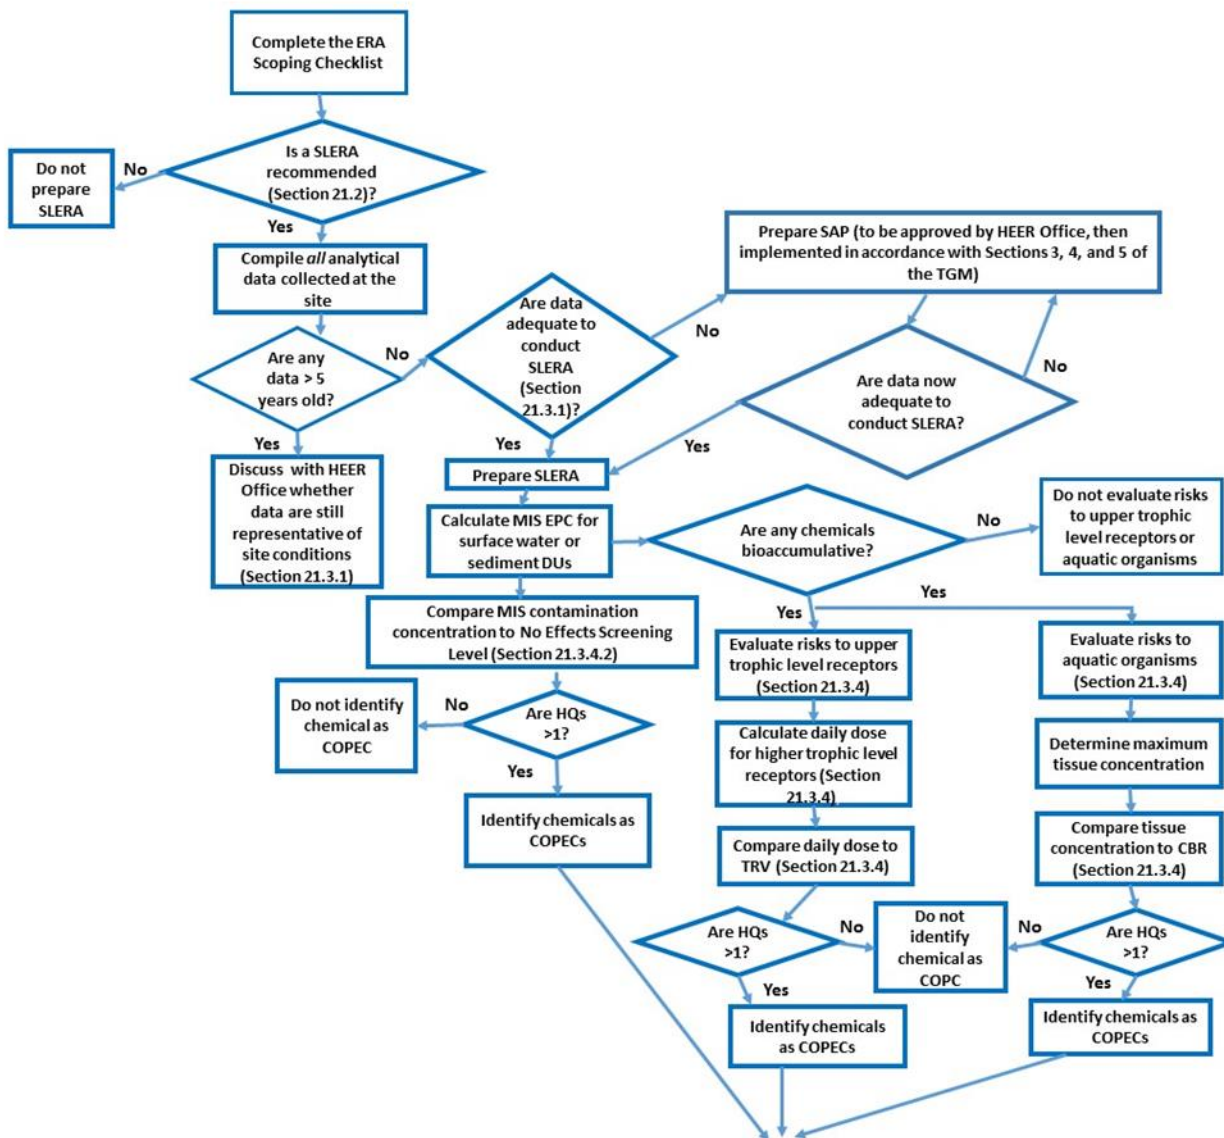 Complete the ERA
Scoping Checklist
Is a SLERA
recommended
(Section 21.2)?
No
Do not
prepare
SLERA
Yes
Compile all analytical
data collected at the
site
Are any
data > 5
years old?
No
Yes
Discuss with HEER
Office whether
data are still
representative of
site conditions
(Section 21.3.1)
Are data
adequate to
conduct
SLERA
(Section
21.3.1)?
No
Yes
Prepare SAP (to be approved by HEER Office, then
implemented in accordance with Sections 3, 4, and 5 of
the TGM)
Are data now
adequate to
conduct SLERA?
No
Yes
Prepare SLERA
Calculate MIS EPC for
surface water or
sediment DUs
Are any chemicals
bioaccumulative?
No
Do not evaluate risks
to upper trophic
level receptors or
aquatic organisms
Yes
Yes
Compare MIS contamination
concentration to No Effects Screening
Level (Section 21.3.4.2)
Are HQs
>1?
No
Do not identify
chemical as
COPEC
Yes
Identify chemicals as
COPECs
Evaluate risks to upper
trophic level receptors
(Section 21.3.4)
Calculate daily dose
for higher trophic level
receptors (Section
21.3.4)
Compare daily dose to
TRV (Section 21.3.4)
Are HQs
>1?
No
Do not
identify
chemical as
COPC
Yes
Identify chemicals
as COPECs
Evaluate risks to
aquatic organisms
(Section 21.3.4)
Determine maximum
tissue concentration
Compare tissue
concentration to CBR
(Section 21.3.4)
Are HQs
>1?
No
Yes
Identify chemicals as
COPECs